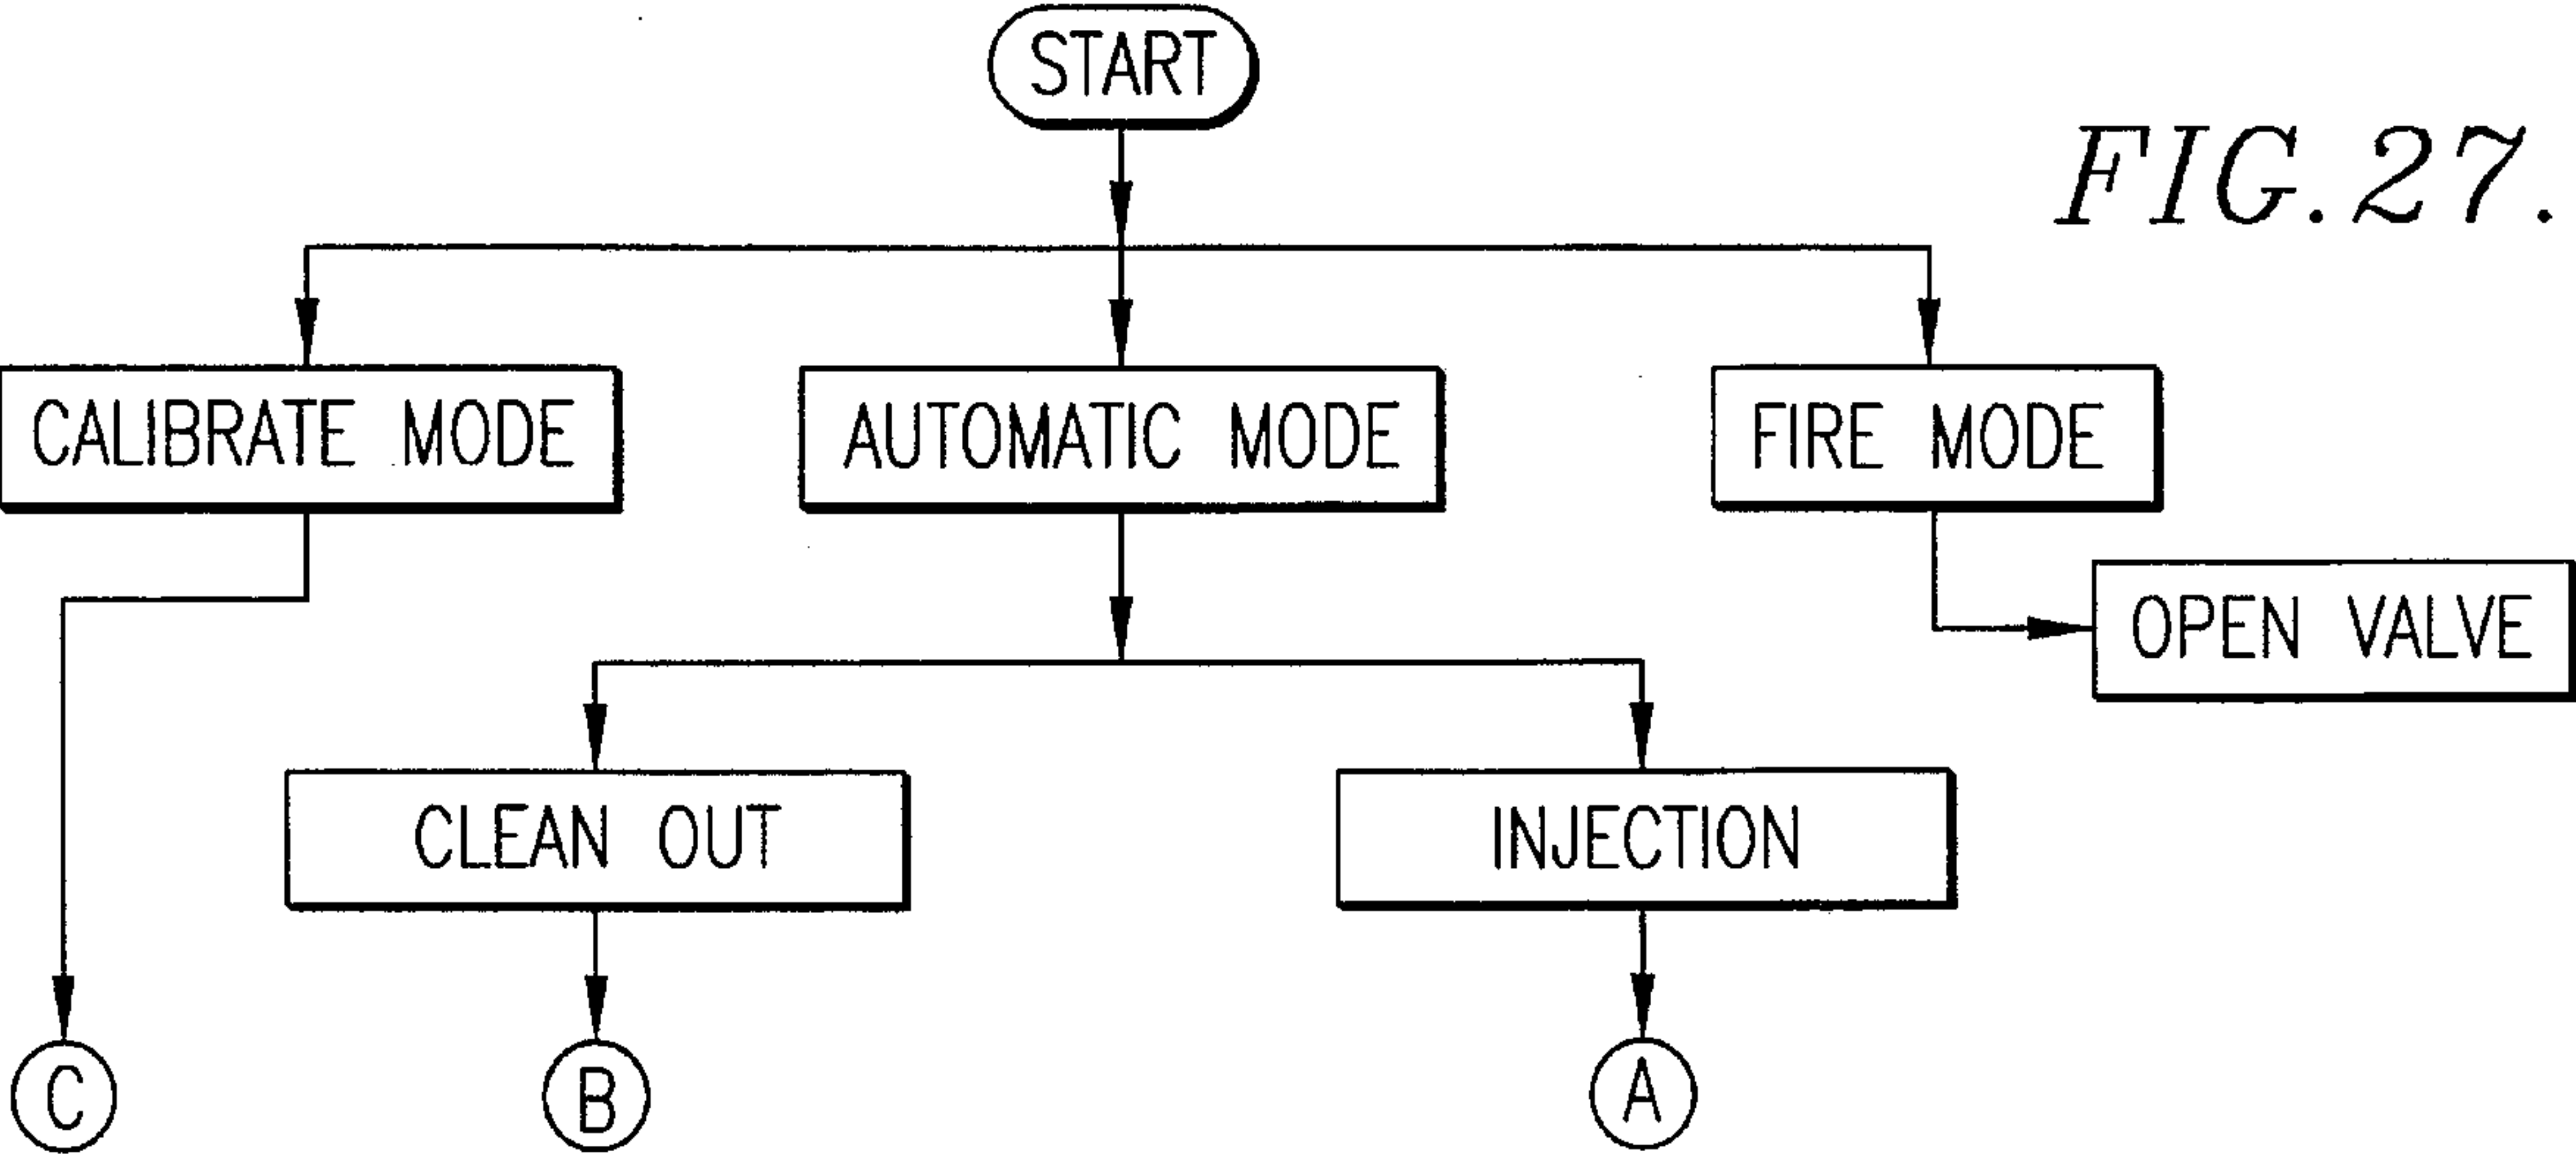 START
FIG. 27.
CALIBRATE MODE
AUTOMATIC MODE
FIRE MODE
OPEN VALVE
CLEAN OUT
INJECTION
C
B
A